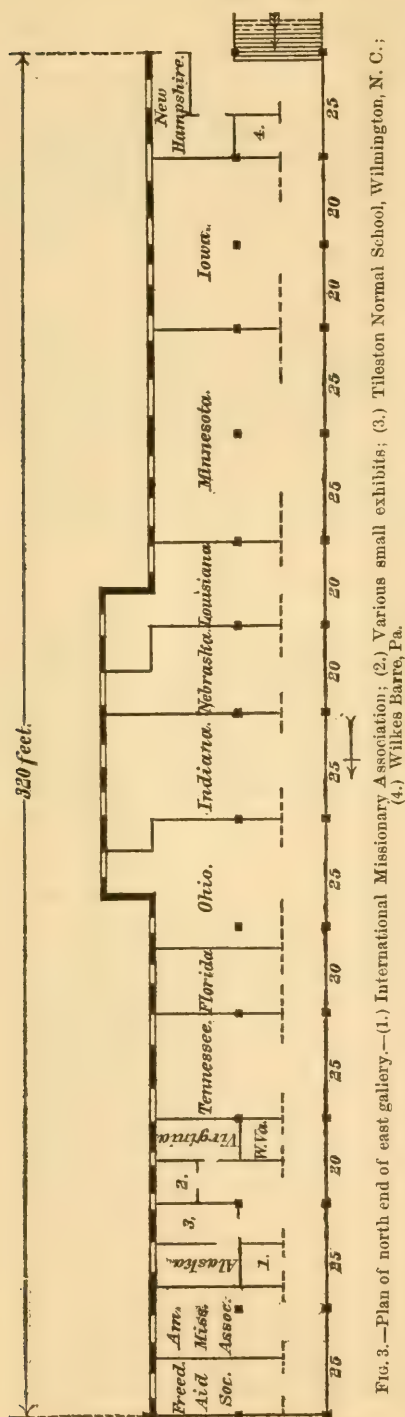 320 feet.
Freed.
Aid
Soc.
Am.
Miss.
Assoc.
Alaska.
1.
3.
2.
Virginia
W.Va.
Tennessee.
Florida
Ohio.
Indiana.
Nebraska.
Louisiana
Minnesota.
Iowa.
New
Hampshire.
4.
25 25 20 25 20 25 25 20 20 25 25 20 20 25
FIG. 3.—Plan of north end of east gallery.—(1.) International Missionary Association; (2.) Various small exhibits; (3.) Tileston Normal School, Wilmington, N. C.;
(4.) Wilkes Barre, Pa.